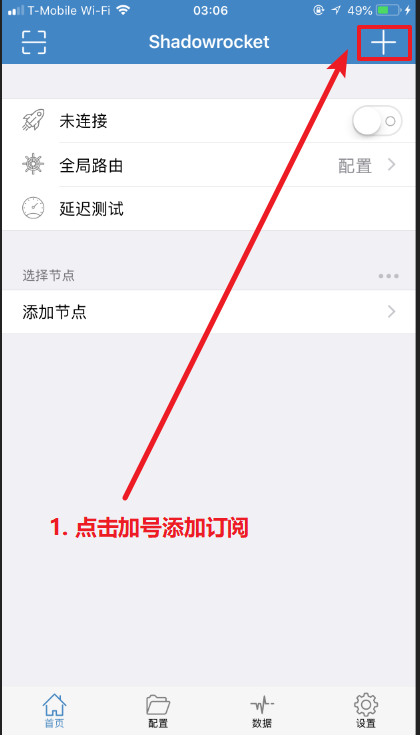 T-Mobile Wi-Fi 03:06 49%
Shadowrocket
未连接
全局路由 配置
延迟测试
选择节点
添加节点
1. 点击加号添加订阅
首页 配置 数据 设置